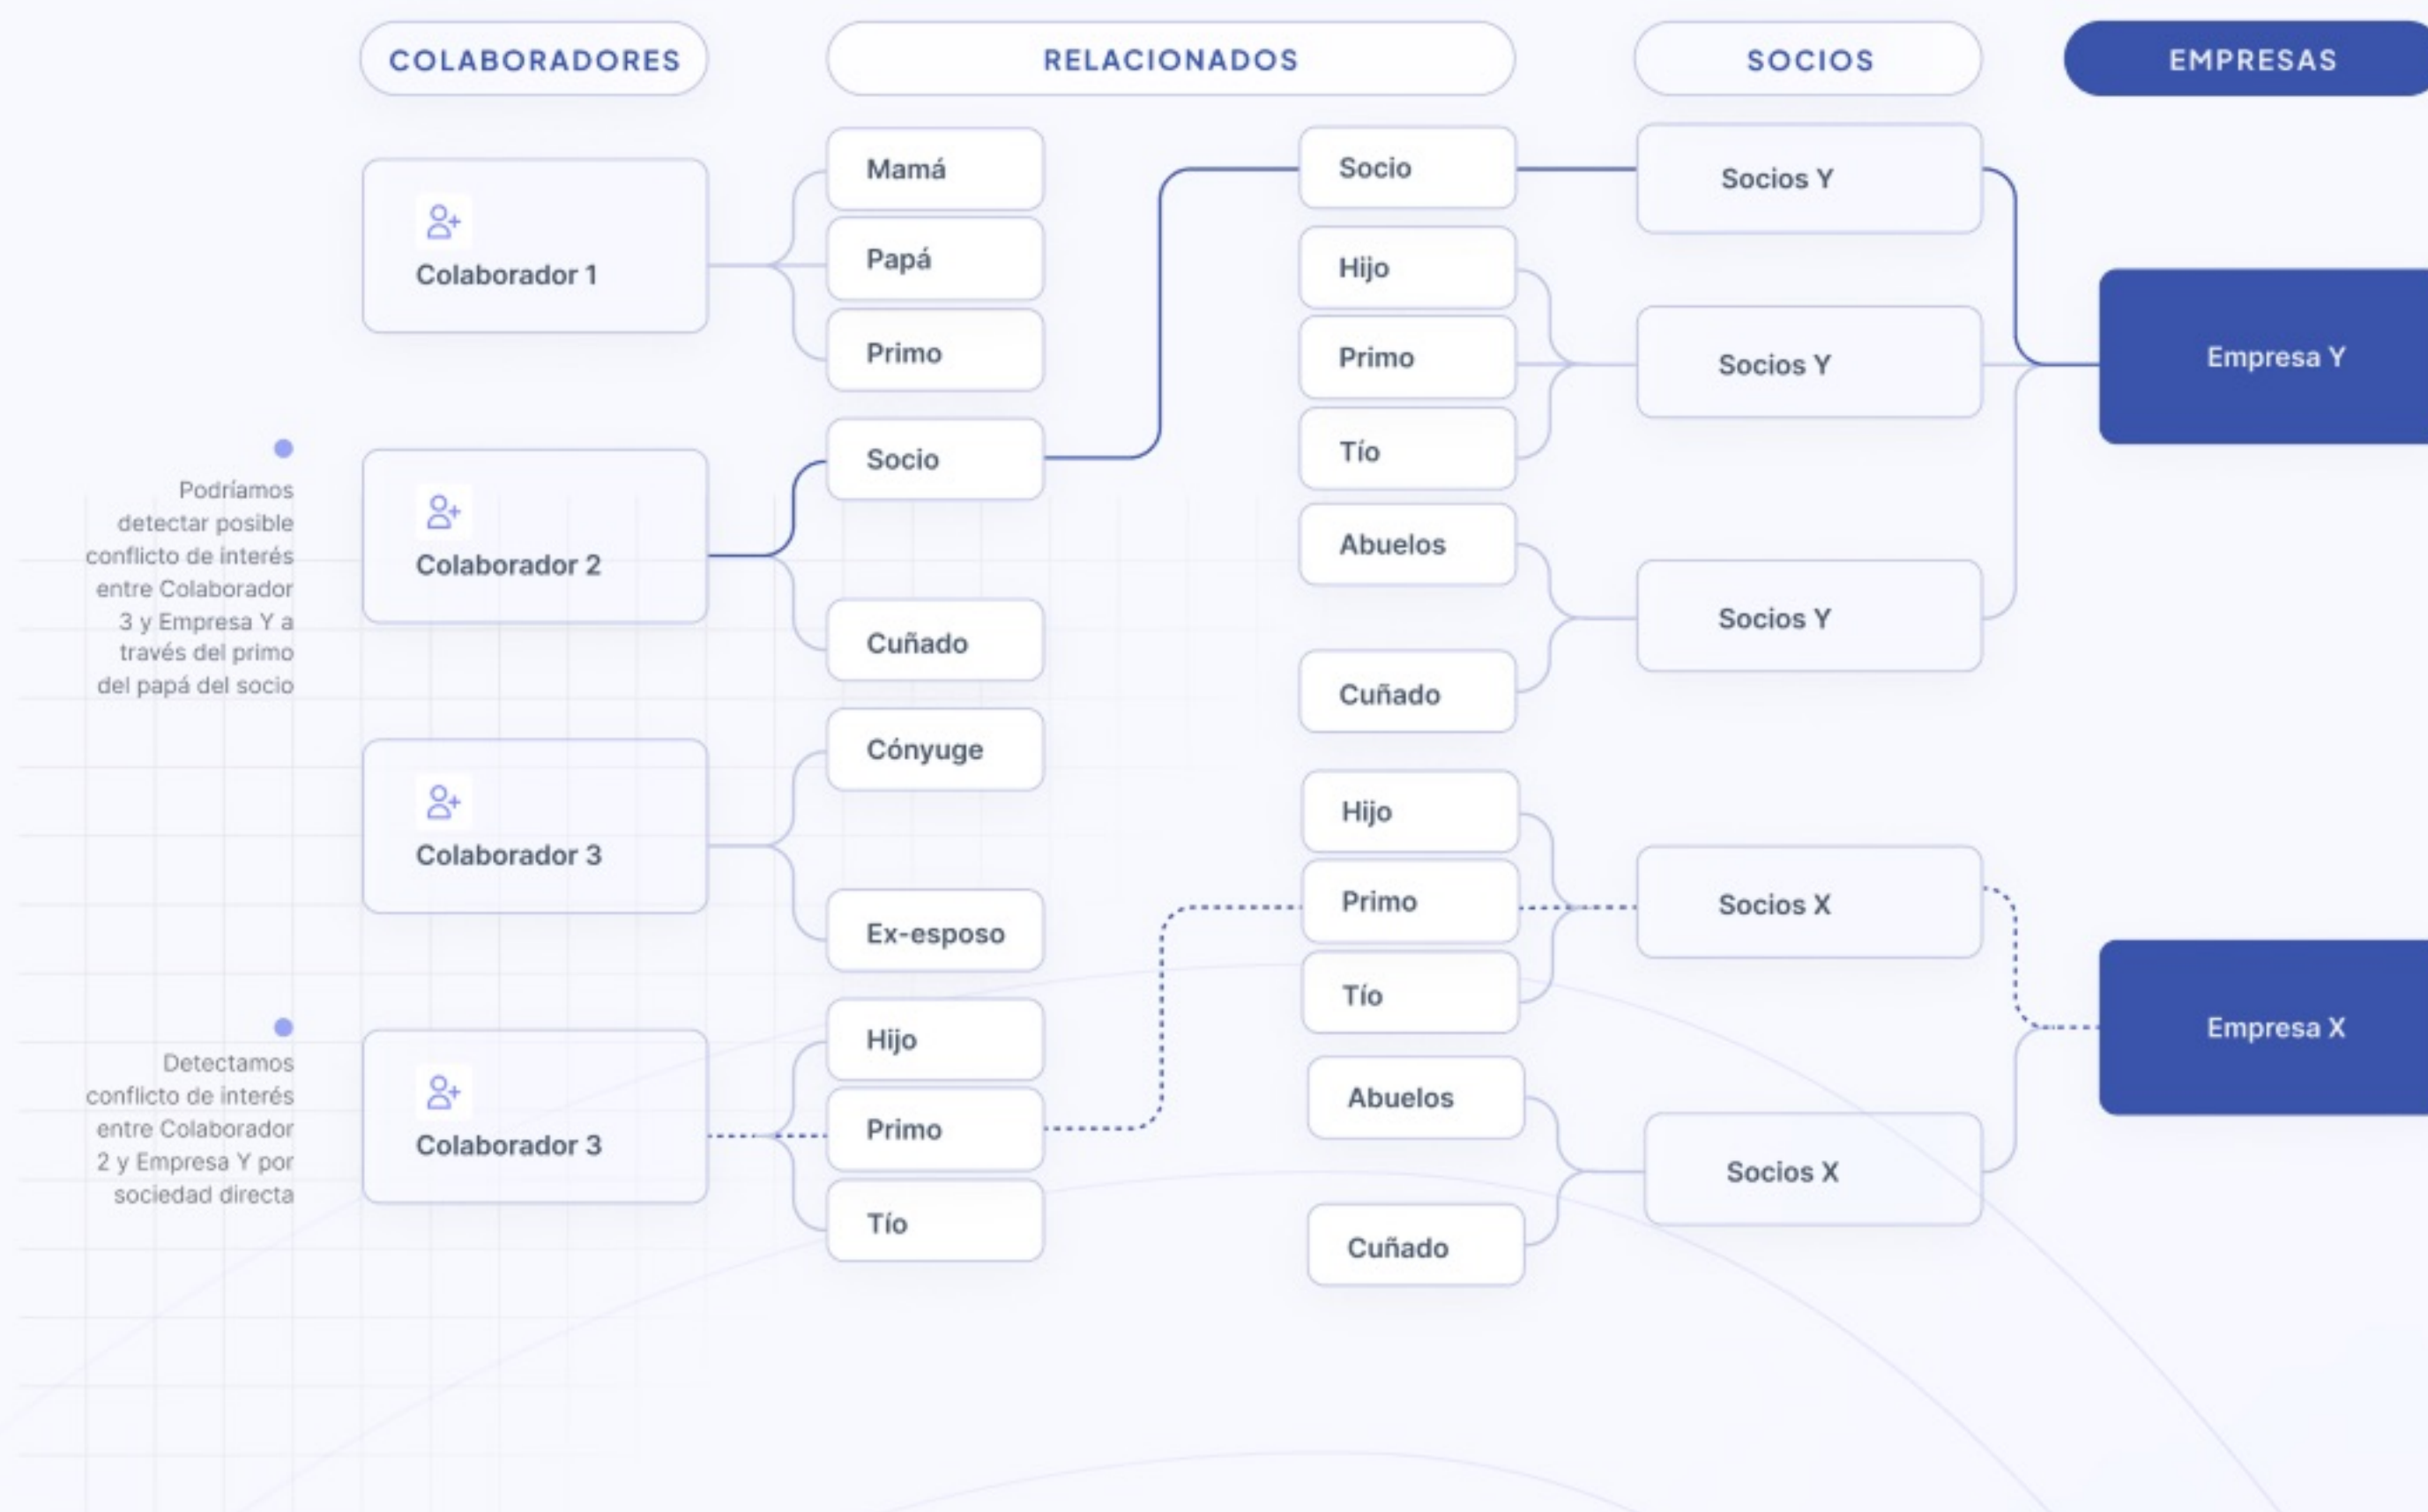 COLABORADORES
RELACIONADOS
SOCIOS
EMPRESAS
Colaborador 1
Mamá
Papá
Primo
Podríamos
detectar posible
conflicto de interés
entre Colaborador
3 y Empresa Y a
través del primo
del papá del socio
Colaborador 2
Socio
Cuñado
Colaborador 3
Cónyuge
Ex-esposo
Detectamos
conflicto de interés
entre Colaborador
2 y Empresa Y por
sociedad directa
Colaborador 3
Hijo
Primo
Tío
Socio
Hijo
Primo
Tío
Abuelos
Cuñado
Hijo
Primo
Tío
Abuelos
Cuñado
Socios Y
Socios Y
Socios Y
Socios X
Socios X
Empresa Y
Empresa X